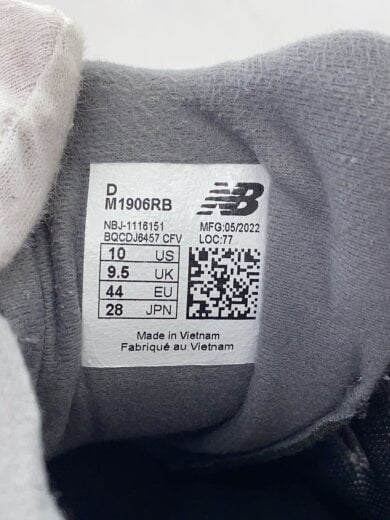 D
M1906RB
NB
NBJ-1116151
BQCDJ6457 CFV
MFG:05/2022
LOC:77
10 US
9.5 UK
44 EU
28 JPN
Made in Vietnam
Fabriqué au Vietnam